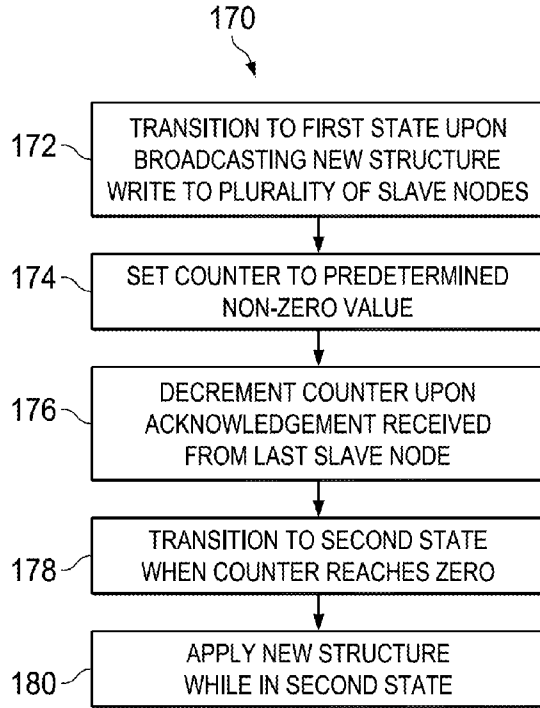 170
172
TRANSITION TO FIRST STATE UPON
BROADCASTING NEW STRUCTURE
WRITE TO PLURALITY OF SLAVE NODES
174
SET COUNTER TO PREDETERMINED
NON-ZERO VALUE
176
DECREMENT COUNTER UPON
ACKNOWLEDGEMENT RECEIVED
FROM LAST SLAVE NODE
178
TRANSITION TO SECOND STATE
WHEN COUNTER REACHES ZERO
180
APPLY NEW STRUCTURE
WHILE IN SECOND STATE